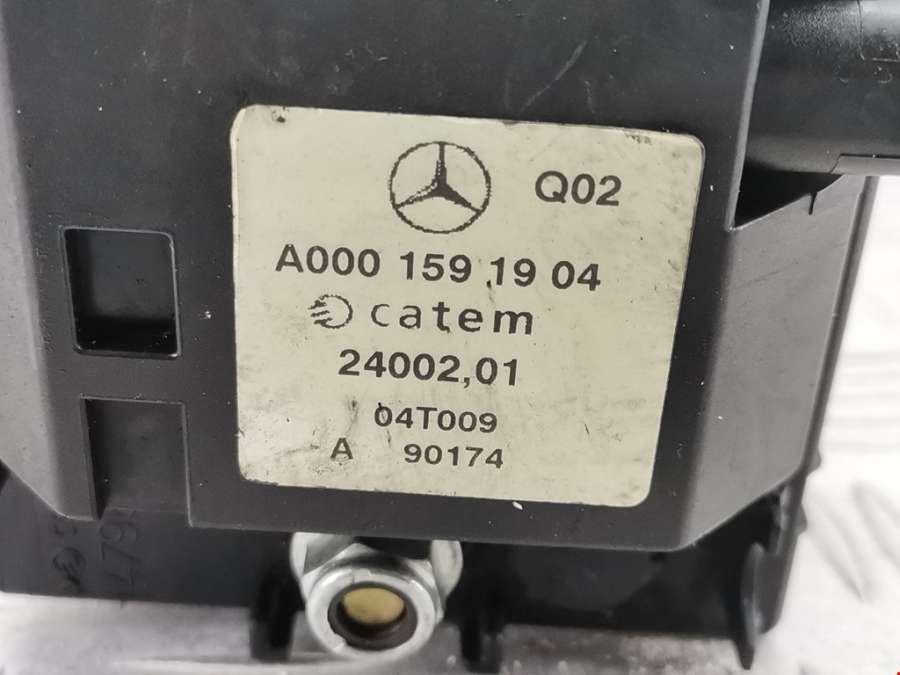 Q02
A000 159 19 04
catem
24002,01
04T009
A 90174